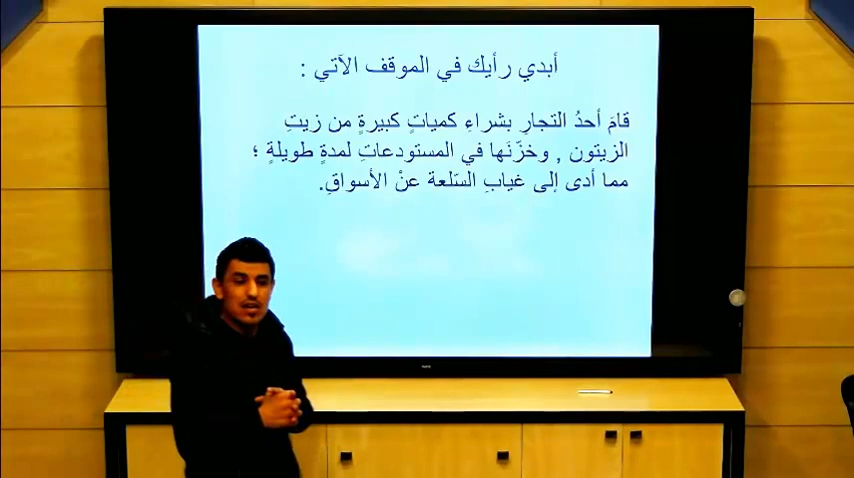 أبدي رأيك في الموقف الآتي :
قامَ أحدُ التجارِ بشراءِ كمياتٍ كبيرةٍ من زيتِ
الزيتون , وخزّنَها في المستودعاتِ لمدةٍ طويلةٍ ؛
مما أدى إلى غيابِ السّلعة عنْ الأسواقِ.